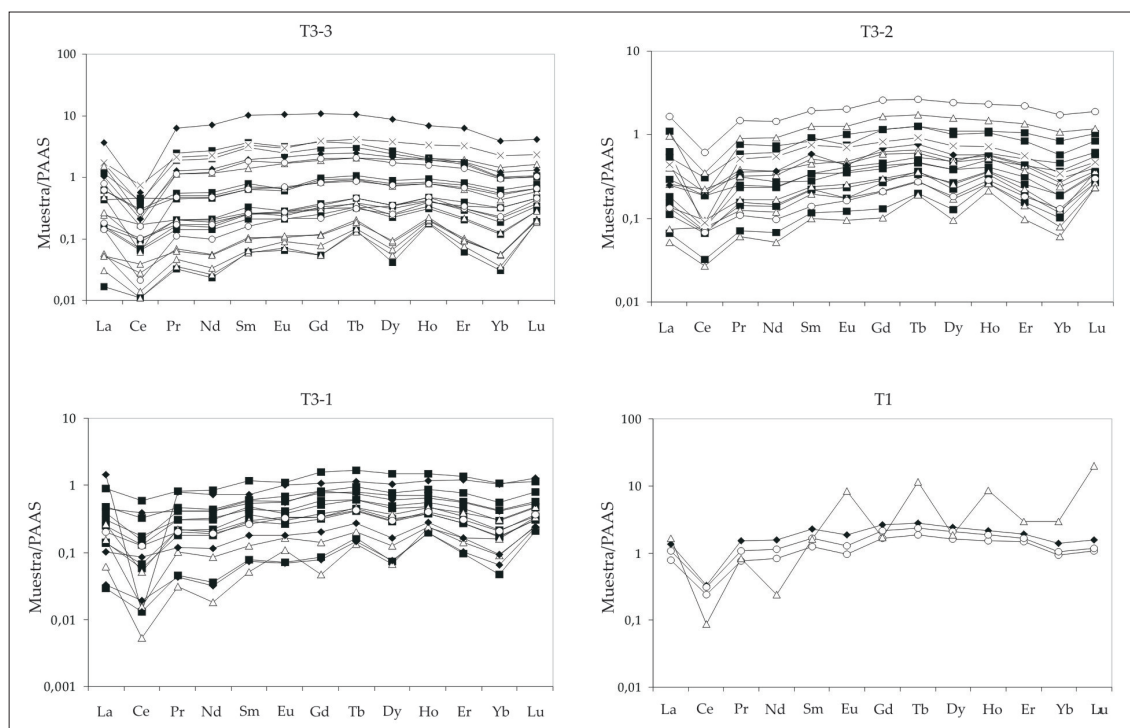 T3-3
100
10
1
0,1
0,01
Muestra/PAAS
La Ce Pr Nd Sm Eu Gd Tb Dy Ho Er Yb Lu
T3-2
10
1
0,1
0,01
Muestra/PAAS
La Ce Pr Nd Sm Eu Gd Tb Dy Ho Er Yb Lu
T3-1
10
1
0,1
0,01
0,001
Muestra/PAAS
La Ce Pr Nd Sm Eu Gd Tb Dy Ho Er Yb Lu
T1
100
10
1
0,1
0,01
Muestra/PAAS
La Ce Pr Nd Sm Eu Gd Tb Dy Ho Er Yb Lu